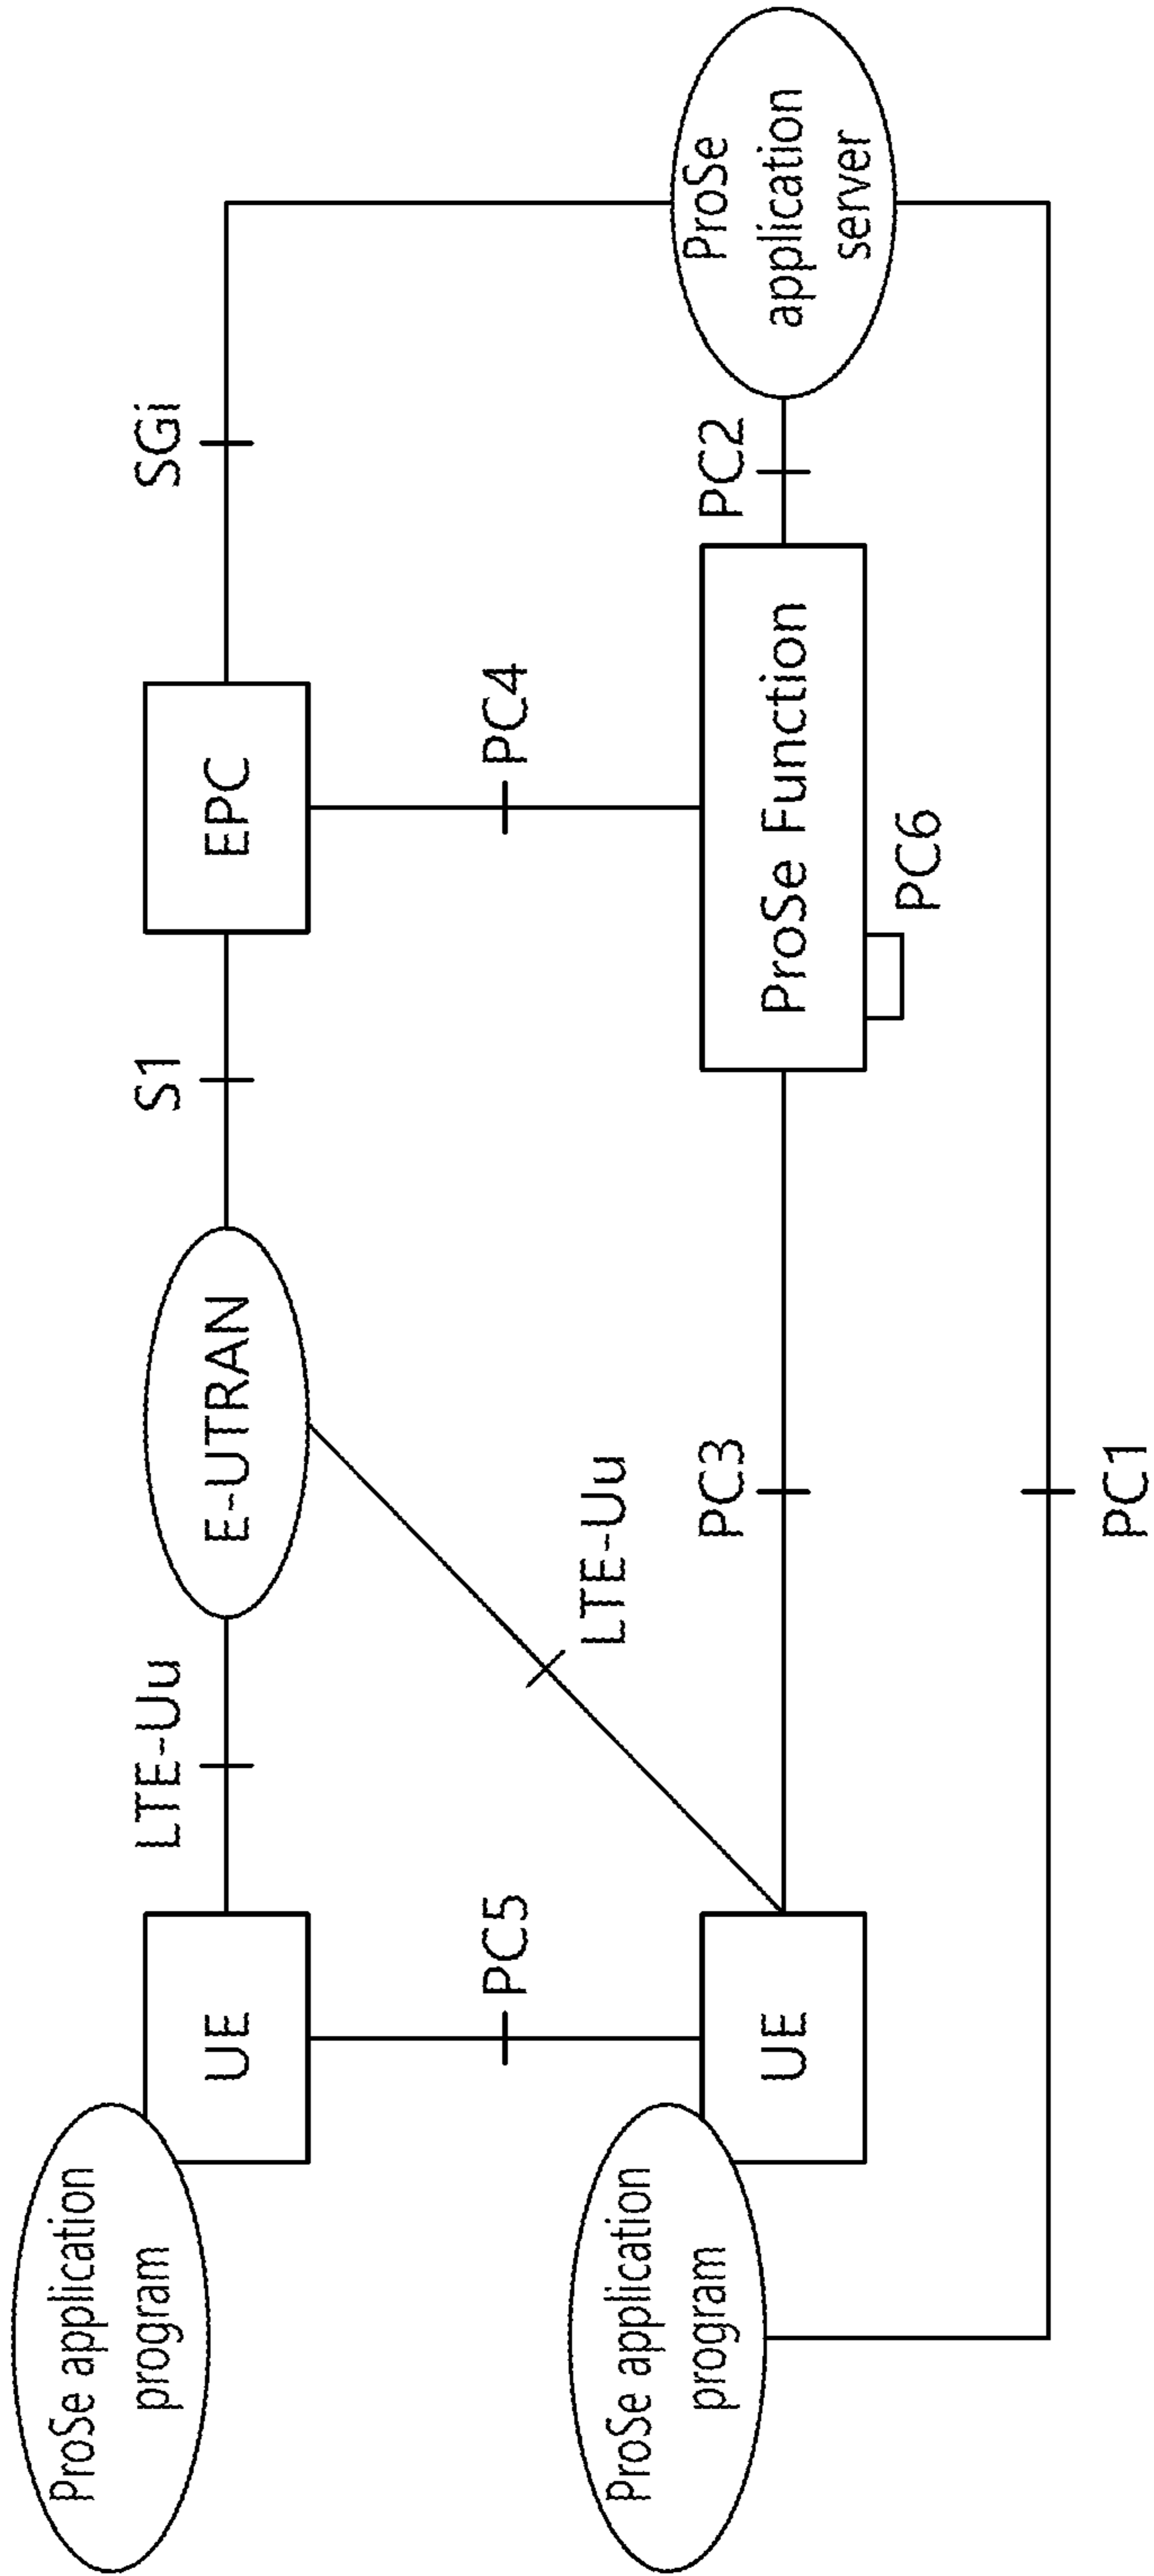 ProSe application
program
UE
LTE-Uu
E-UTRAN
S1
EPC
SGi
PC5
LTE-Uu
PC4
ProSe application
program
UE
PC3
ProSe Function
PC6
PC2
ProSe
application
server
PC1